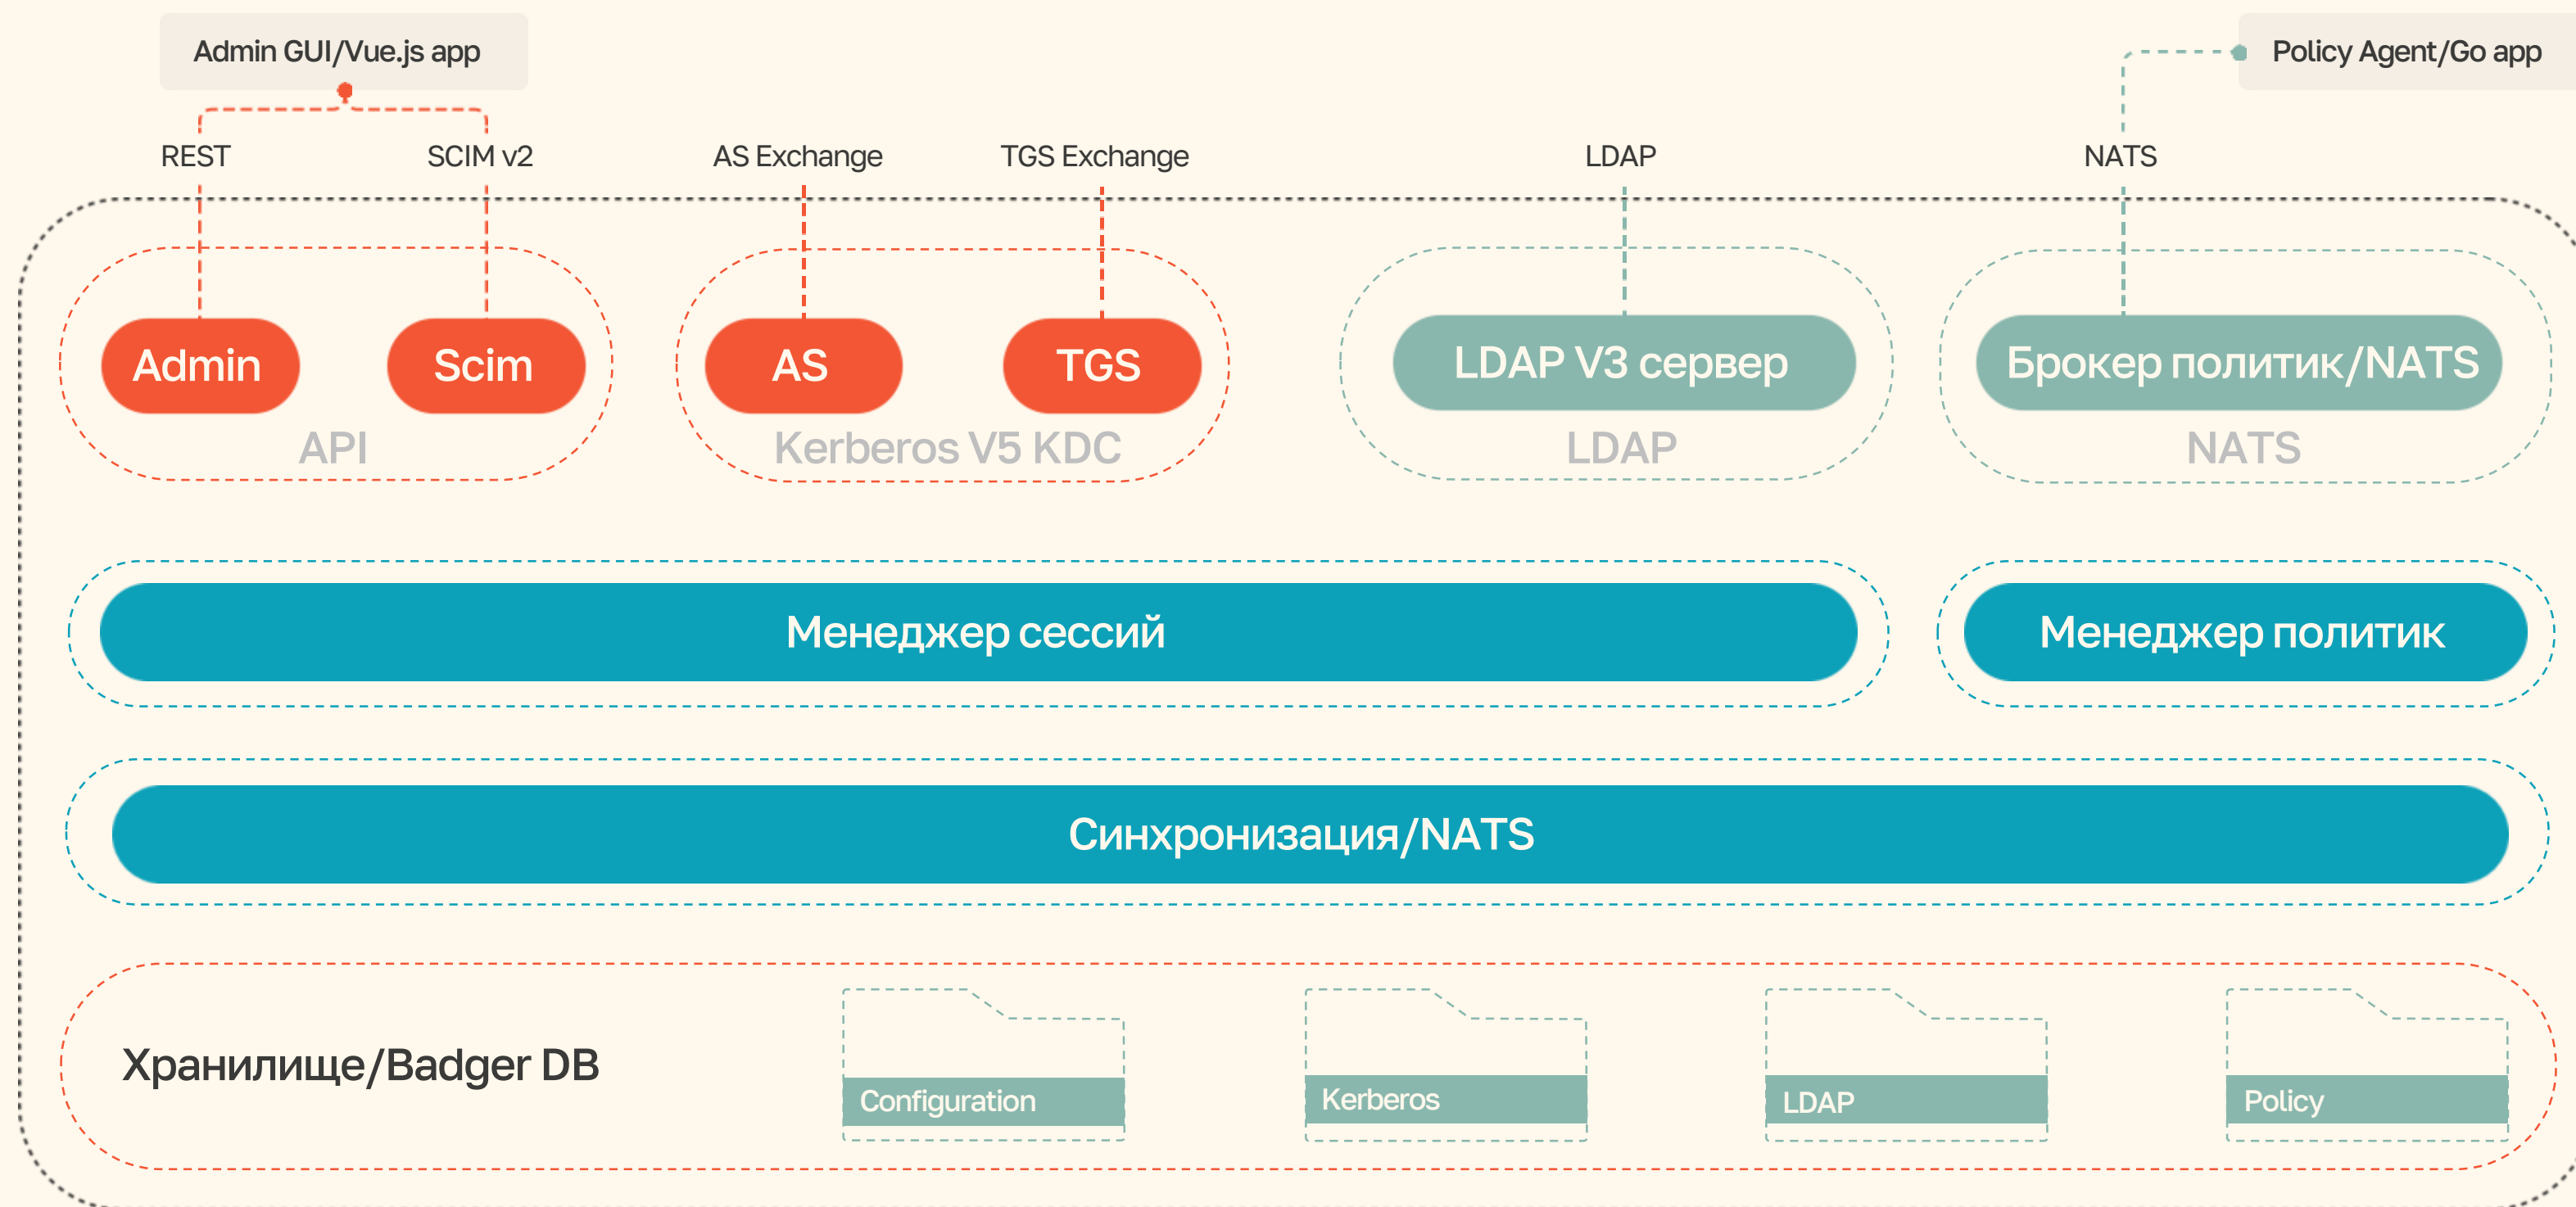 Admin GUI/Vue.js app
Policy Agent/Go app
REST
SCIM v2
AS Exchange
TGS Exchange
LDAP
NATS
Admin
Scim
AS
TGS
LDAP V3 сервер
Брокер политик/NATS
API
Kerberos V5 KDC
LDAP
NATS
Менеджер сессий
Менеджер политик
Синхронизация/NATS
Хранилище/Badger DB
Configuration
Kerberos
LDAP
Policy